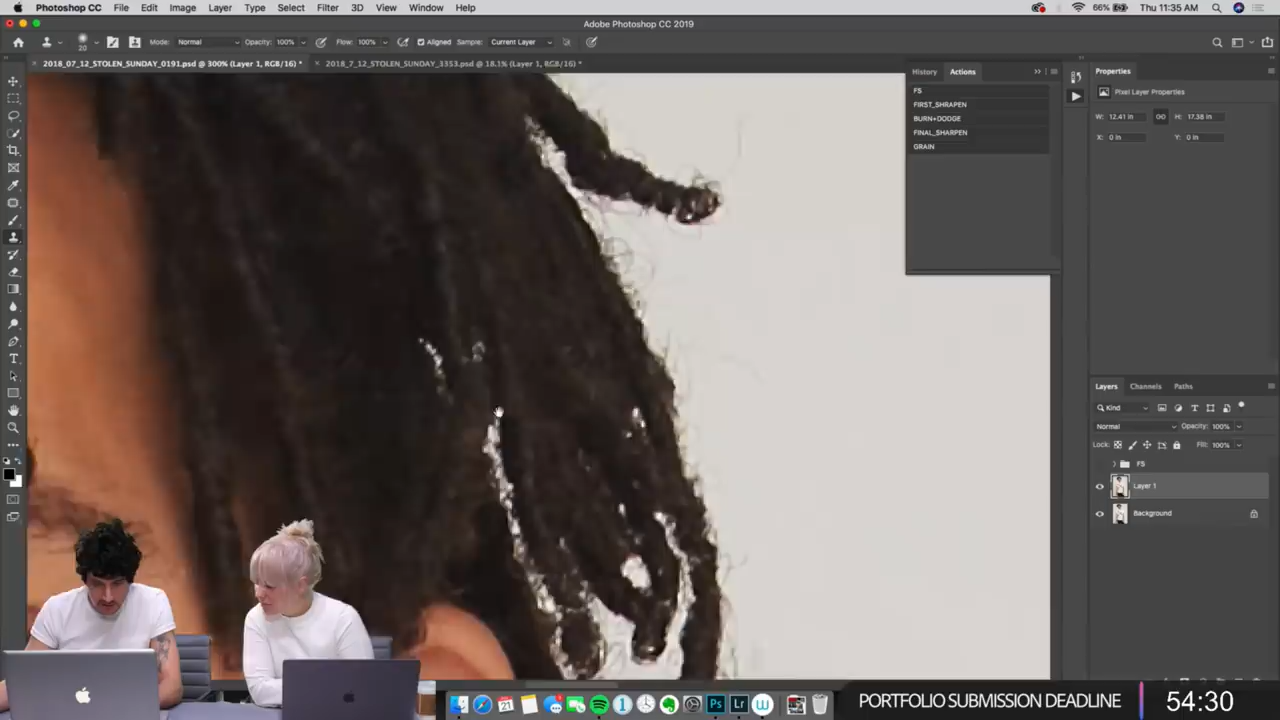 Photoshop CC File Edit Image Layer Type Select Filter 3D View Window Help 66% Thu 11:35 AM
Adobe Photoshop CC 2019
20 Mode: Normal Opacity: 100% Flow: 100% Aligned Sample: Current Layer
2018_07_12_STOLEN_SUNDAY_0191.psd @ 300% (Layer 1, RGB/16) * 2018_7_12_STOLEN_SUNDAY_3353.psd @ 18.1% (Layer 1, RGB/16) *
History Actions
FS
FIRST_SHRAPEN
BURN+DODGE
FINAL_SHARPEN
GRAIN
Properties
Pixel Layer Properties
W: 12.41 in H: 17.38 in
X: 0 in Y: 0 in
Layers Channels Paths
Kind
Normal Opacity: 100%
Lock: Fill: 100%
FS
Layer 1
Background
PORTFOLIO SUBMISSION DEADLINE 54:30